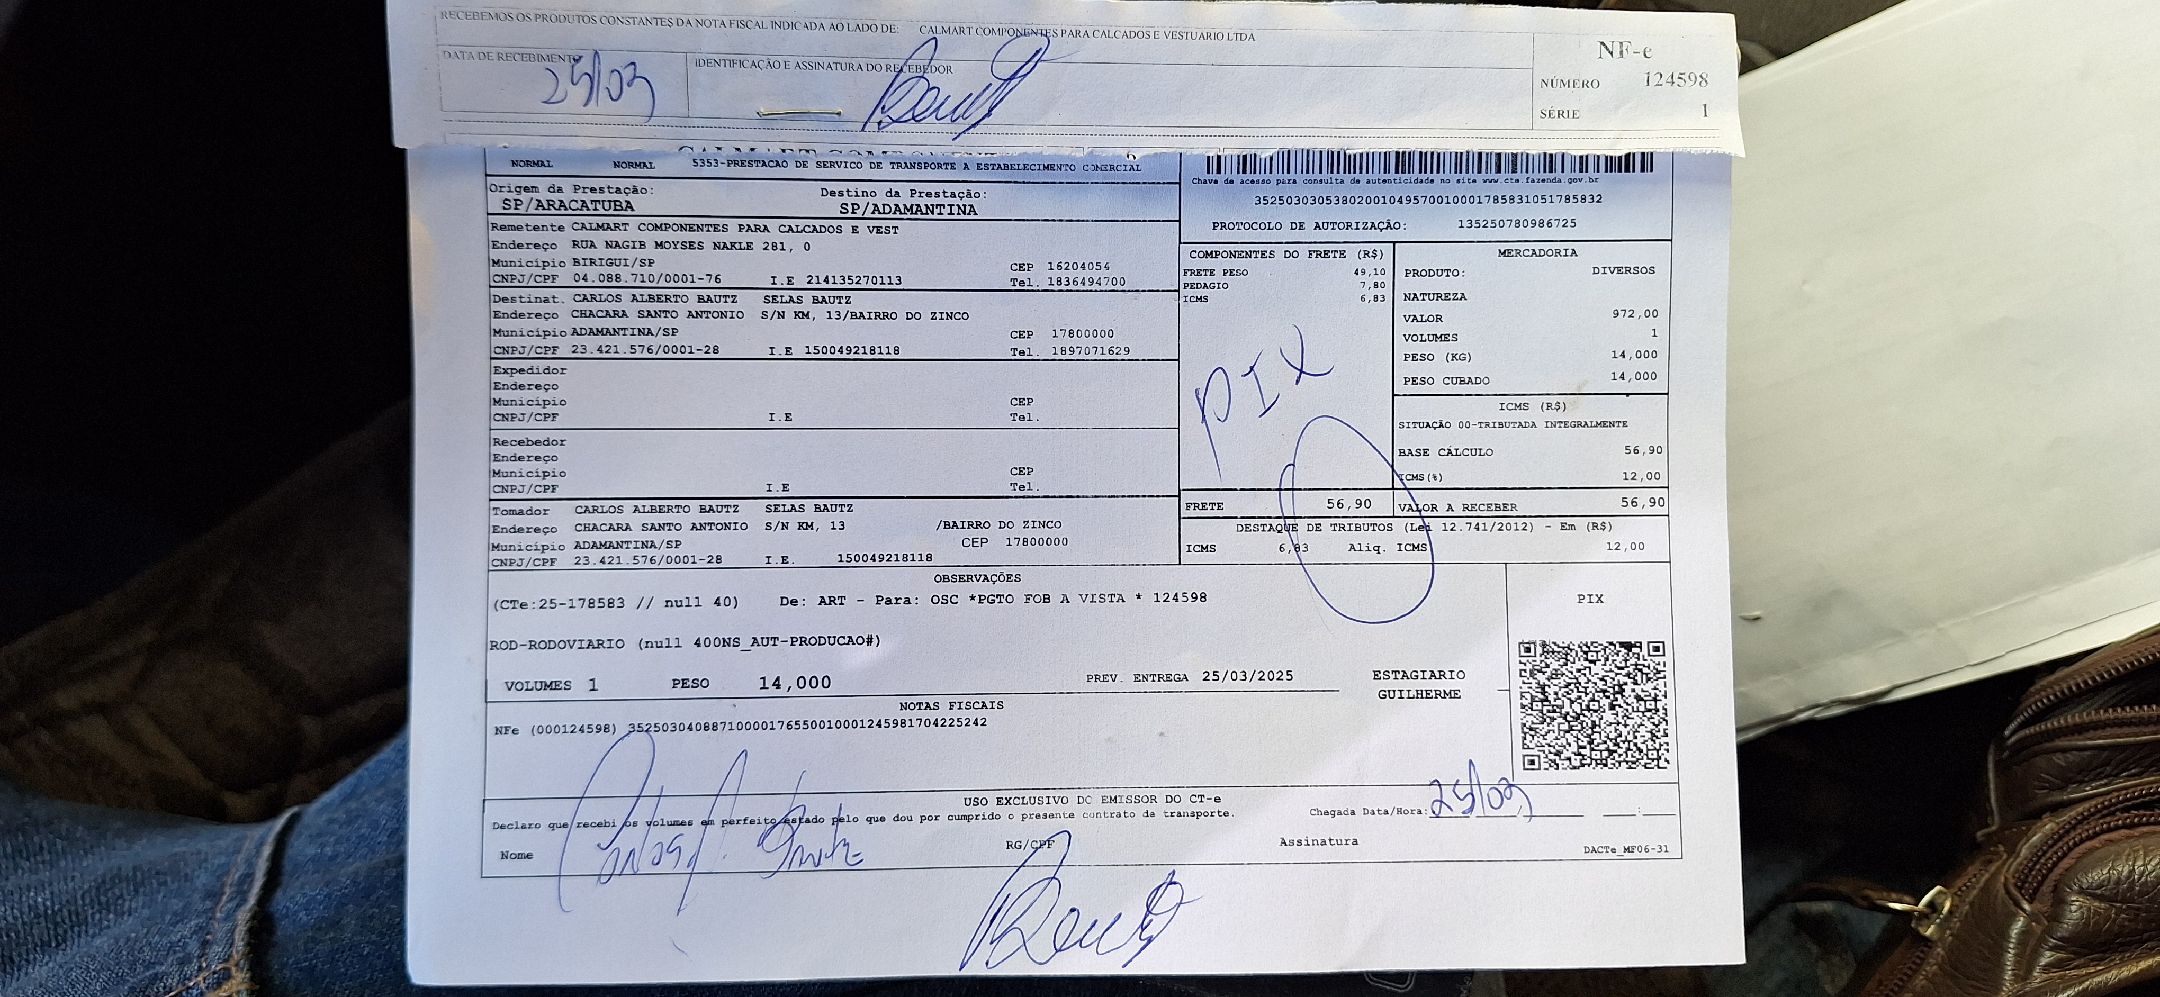 RECEBEMOS OS PRODUTOS CONSTANTES DA NOTA FISCAL INDICADA AO LADO DE: CALMART COMPONENTES PARA CALCADOS E VESTUARIO LTDA
NF-e
DATA DE RECEBIMENTO
25/03
IDENTIFICAÇÃO E ASSINATURA DO RECEBEDOR
NÚMERO 124598
SÉRIE 1
NORMAL NORMAL 5353-PRESTACAO DE SERVICO DE TRANSPORTE A ESTABELECIMENTO COMERCIAL
Origem da Prestação: Destino da Prestação:
SP/ARACATUBA SP/ADAMANTINA
Remetente CALMART COMPONENTES PARA CALCADOS E VEST
Endereço RUA NAGIB MOYSES NAKLE 281, 0
Município BIRIGUI/SP CEP 16204054
CNPJ/CPF 04.088.710/0001-76 I.E 214135270113 Tel. 1836494700
Destinat. CARLOS ALBERTO BAUTZ SELAS BAUTZ
Endereço CHACARA SANTO ANTONIO S/N KM, 13/BAIRRO DO ZINCO
Município ADAMANTINA/SP CEP 17800000
CNPJ/CPF 23.421.576/0001-28 I.E 150049218118 Tel. 1897071629
Expedidor
Endereço
Município CEP
CNPJ/CPF I.E Tel.
Recebedor
Endereço
Município CEP
CNPJ/CPF I.E Tel.
Tomador CARLOS ALBERTO BAUTZ SELAS BAUTZ
Endereço CHACARA SANTO ANTONIO S/N KM, 13 /BAIRRO DO ZINCO
Município ADAMANTINA/SP CEP 17800000
CNPJ/CPF 23.421.576/0001-28 I.E. 150049218118
Chave de acesso para consulta de autenticidade no site www.cte.fazenda.gov.br
35250303053802001049570010001785831051785832
PROTOCOLO DE AUTORIZAÇÃO: 135250780986725
COMPONENTES DO FRETE (R$)
FRETE PESO 49,10
PEDAGIO 7,80
ICMS 6,83
PIX
MERCADORIA
PRODUTO: DIVERSOS
NATUREZA
VALOR 972,00
VOLUMES 1
PESO (KG) 14,000
PESO CUBADO 14,000
ICMS (R$)
SITUAÇÃO 00-TRIBUTADA INTEGRALMENTE
BASE CÁLCULO 56,90
ICMS(%) 12,00
FRETE 56,90 VALOR A RECEBER 56,90
DESTAQUE DE TRIBUTOS (Lei 12.741/2012) - Em (R$)
ICMS 6,83 Aliq. ICMS 12,00
OBSERVAÇÕES
(CTe:25-178583 // null 40) De: ART - Para: OSC *PGTO FOB A VISTA * 124598
PIX
ROD-RODOVIARIO (null 400NS_AUT-PRODUCAO#)
VOLUMES 1 PESO 14,000 PREV. ENTREGA 25/03/2025 ESTAGIARIO
GUILHERME
NOTAS FISCAIS
NFe (000124598) 35250304088710000176550010001245981704225242
USO EXCLUSIVO DO EMISSOR DO CT-e
Declaro que recebi os volumes em perfeito estado pelo que dou por cumprido o presente contrato de transporte.
Chegada Data/Hora: 25/03 __:__
Nome RG/CPF Assinatura
DACTe_MF06-31